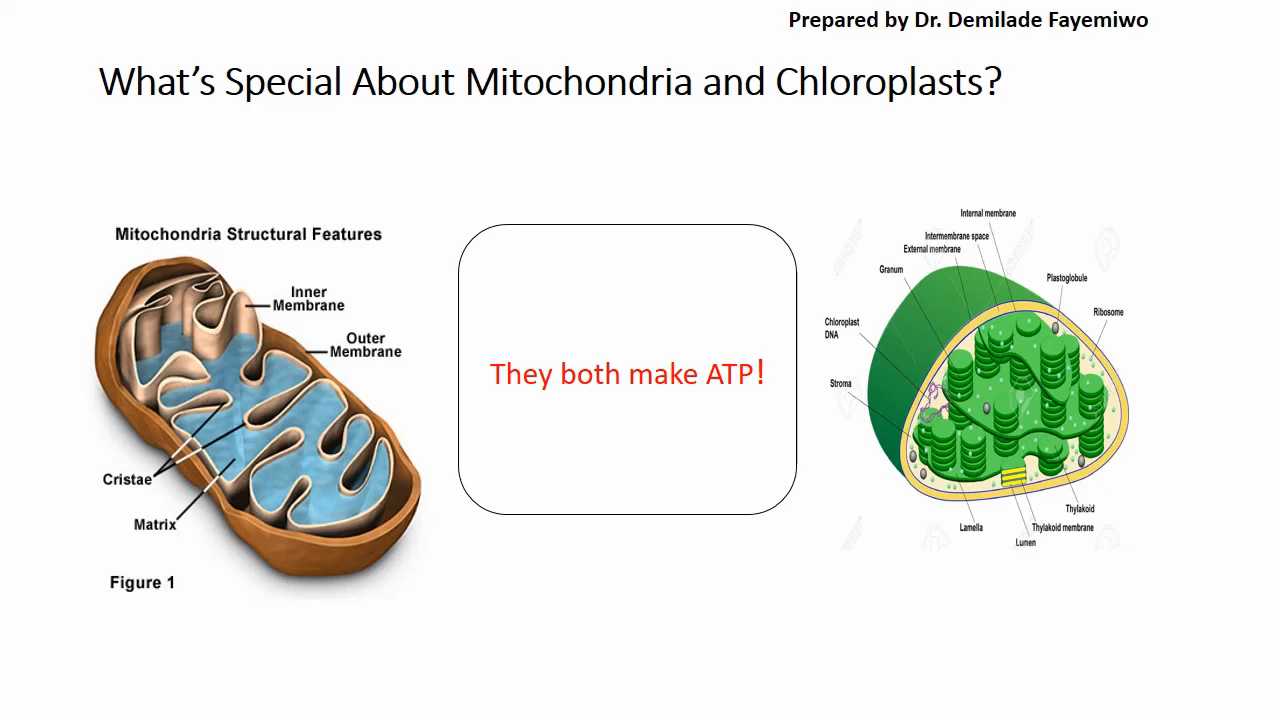 Prepared by Dr. Demilade Fayemiwo
What’s Special About Mitochondria and Chloroplasts?
Mitochondria Structural Features
Inner
Membrane
Outer
Membrane
Cristae
Matrix
Figure 1
They both make ATP!
Internal membrane
Intermembrane space
External membrane
Granum
Plastoglobule
Ribosome
Chloroplast
DNA
Stroma
Thylakoid
Lamella
Thylakoid membrane
Lumen